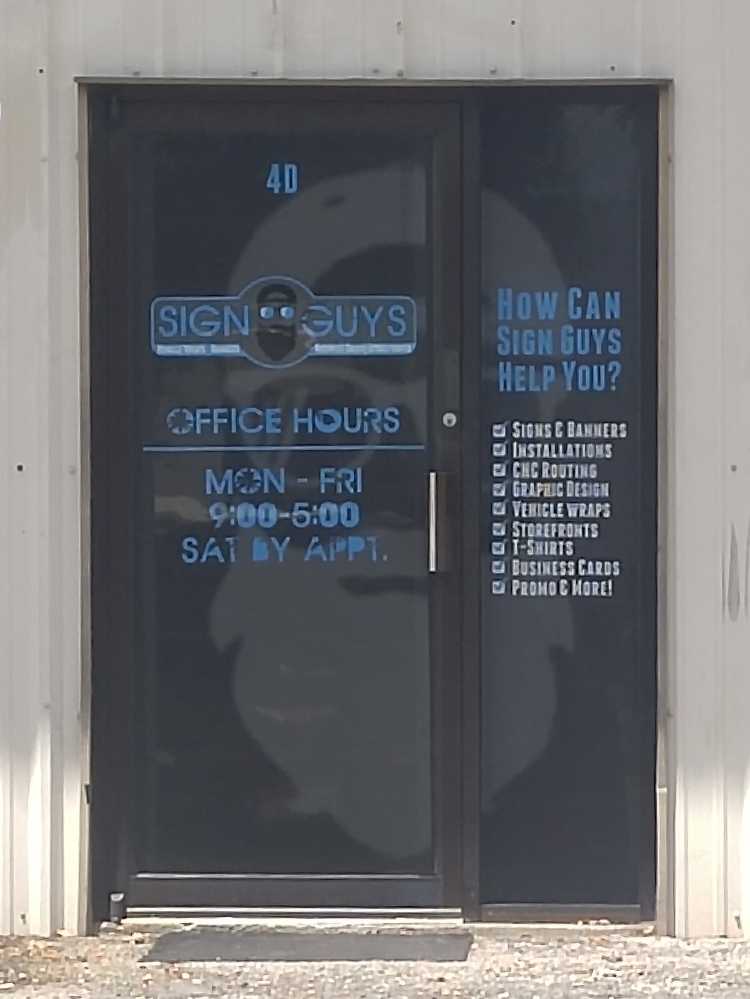 4D
SIGN GUYS
OFFICE HOURS
MON - FRI
9:00-5:00
SAT BY APPT.
HOW CAN
SIGN GUYS
HELP YOU?
SIGNS & BANNERS
INSTALLATIONS
CNC ROUTING
GRAPHIC DESIGN
VEHICLE WRAPS
STOREFRONTS
T-SHIRTS
BUSINESS CARDS
PROMO & MORE!